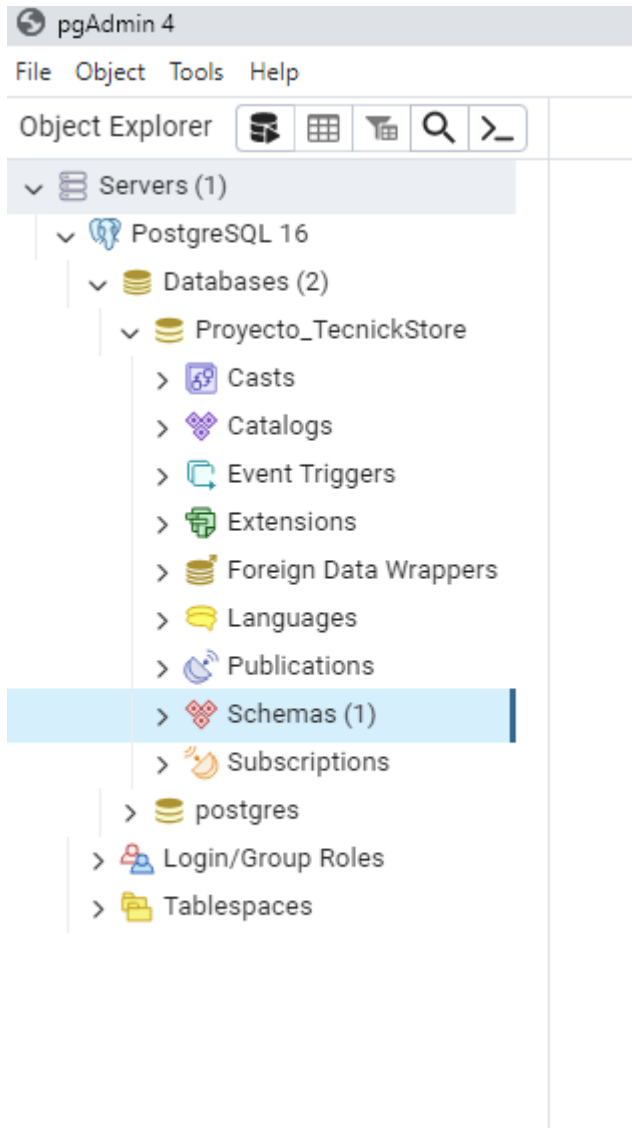 pgAdmin 4
File Object Tools Help
Object Explorer
Servers (1)
PostgreSQL 16
Databases (2)
Proyecto_TecnickStore
Casts
Catalogs
Event Triggers
Extensions
Foreign Data Wrappers
Languages
Publications
Schemas (1)
Subscriptions
postgres
Login/Group Roles
Tablespaces